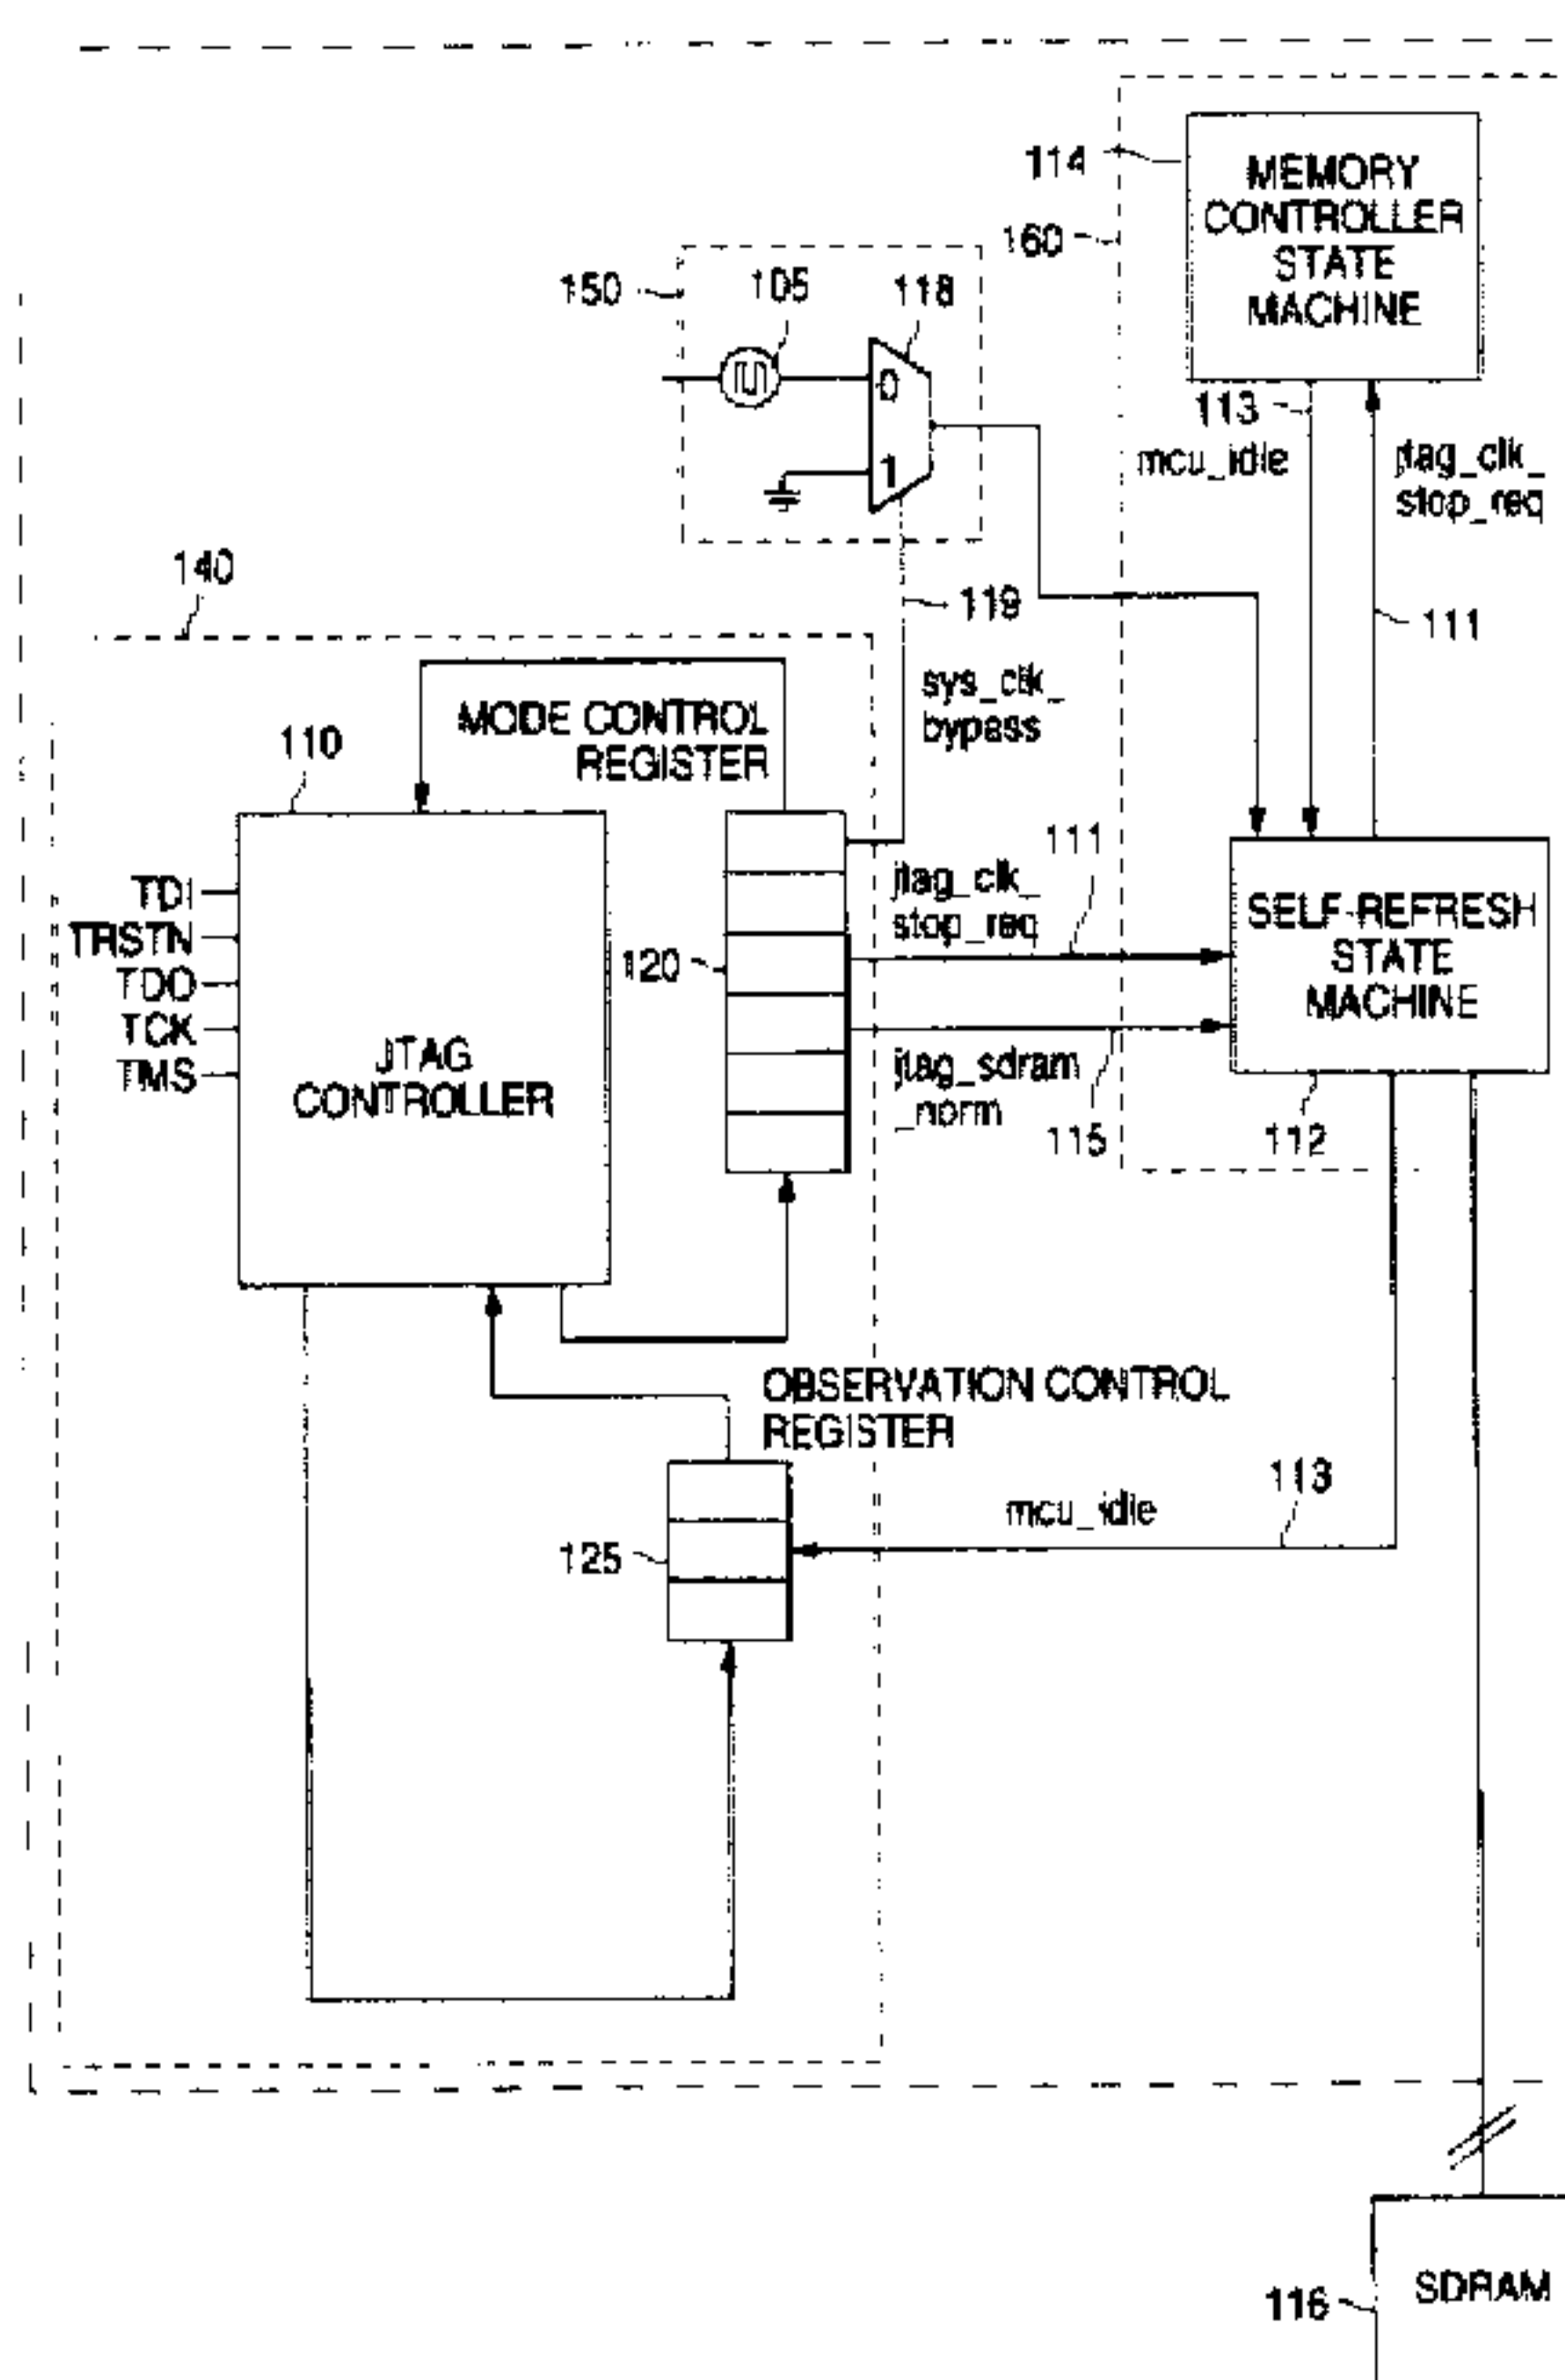 114
MEMORY
CONTROLLER
STATE
MACHINE
160
150
105
118
0
1
113
mcu_idle
jtag_clk_
stop_req
140
119
111
sys_clk_
bypass
MODE CONTROL
REGISTER
110
111
jtag_clk_
stop_req
TDI
TRSTN
TDO
TCK
TMS
120
SELF-REFRESH
STATE
MACHINE
JTAG
CONTROLLER
jtag_sdram
_norm
115
112
OBSERVATION CONTROL
REGISTER
113
mcu_idle
125
116
SDRAM